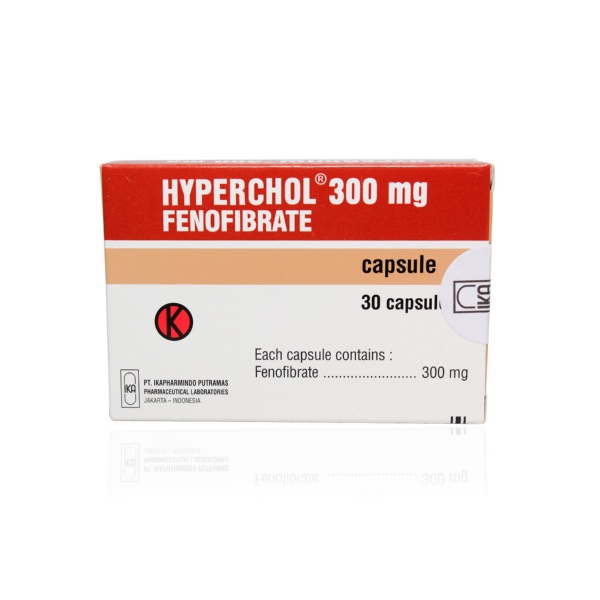 HYPERCHOL® 300 mg
FENOFIBRATE
capsule
30 capsul
IKA
K
Each capsule contains :
Fenofibrate ........................ 300 mg
IKA
PT. IKAPHARMINDO PUTRAMAS
PHARMACEUTICAL LABORATORIES
JAKARTA – INDONESIA